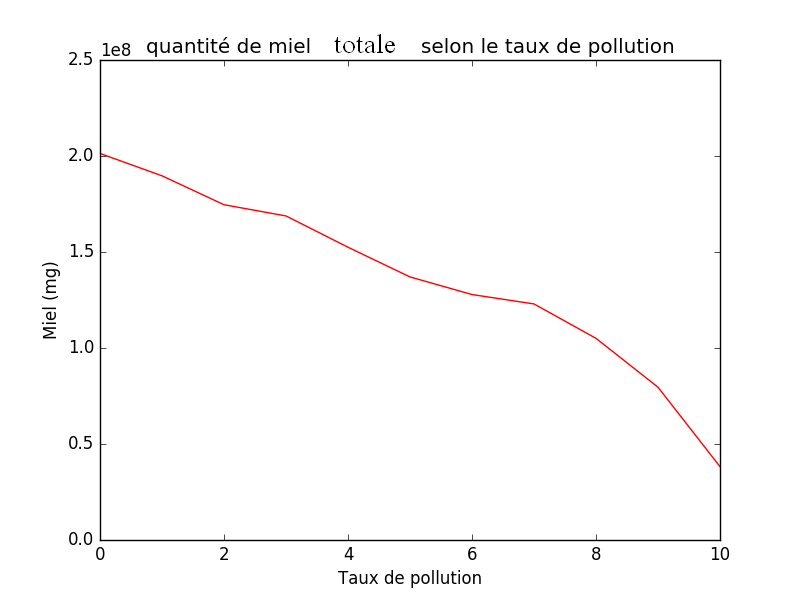 quantité de miel totale selon le taux de pollution
1e8
2.5
2.0
1.5
1.0
0.5
0.0
Miel (mg)
0 2 4 6 8 10
Taux de pollution